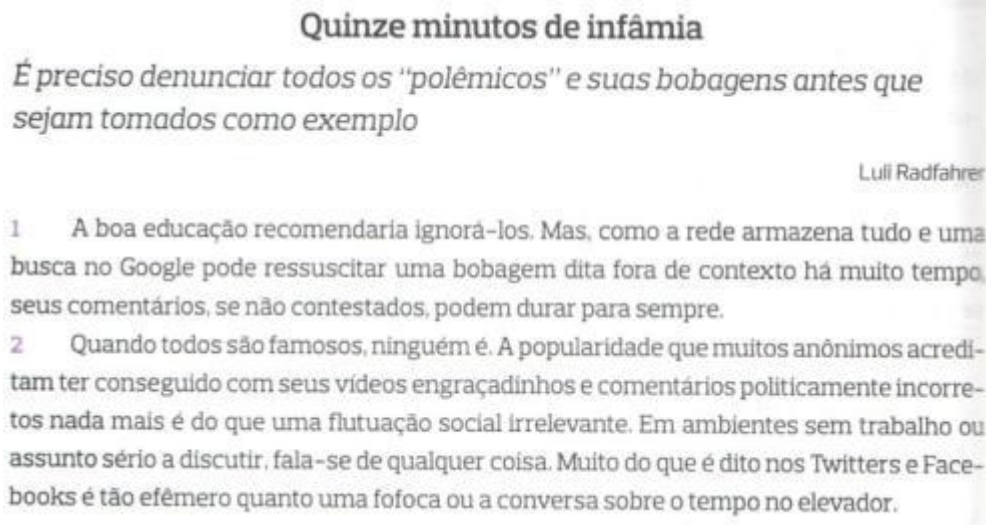 Quinze minutos de infâmia
É preciso denunciar todos os "polêmicos" e suas bobagens antes que
sejam tomados como exemplo
Luli Radfahrer
1 A boa educação recomendaria ignorá-los. Mas, como a rede armazena tudo e uma
busca no Google pode ressuscitar uma bobagem dita fora de contexto há muito tempo,
seus comentários, se não contestados, podem durar para sempre.
2 Quando todos são famosos, ninguém é. A popularidade que muitos anônimos acredi-
tam ter conseguido com seus vídeos engraçadinhos e comentários politicamente incorre-
tos nada mais é do que uma flutuação social irrelevante. Em ambientes sem trabalho ou
assunto sério a discutir, fala-se de qualquer coisa. Muito do que é dito nos Twitters e Face-
books é tão efêmero quanto uma fofoca ou a conversa sobre o tempo no elevador.